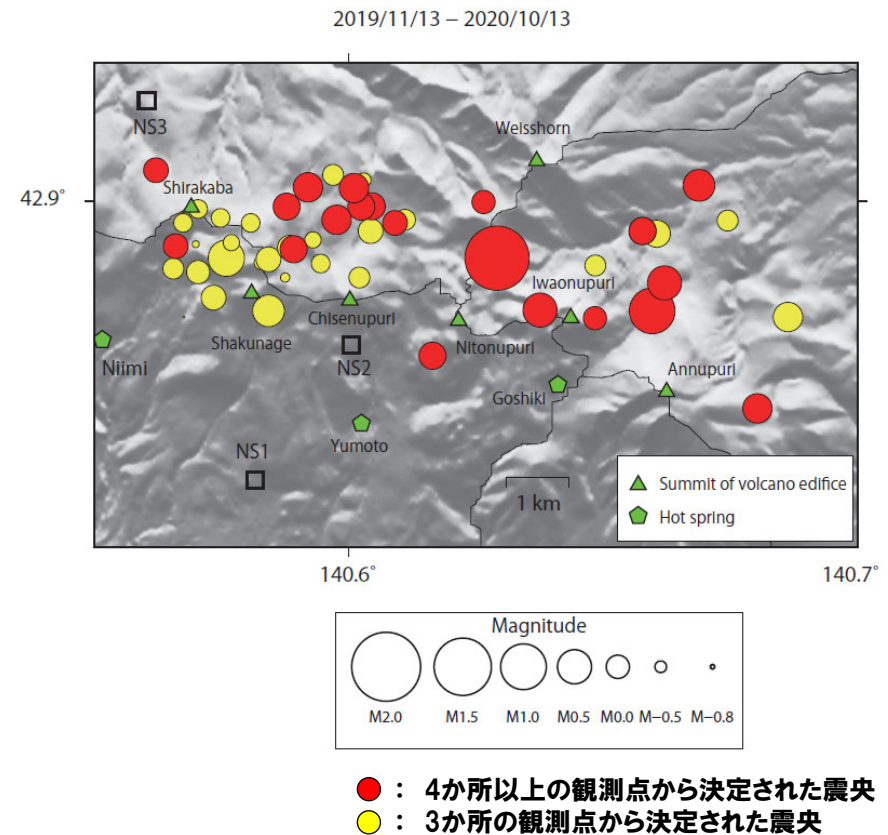 2019/11/13 – 2020/10/13
NS3
Weisshorn
42.9°
Shirakaba
Iwaonupuri
Chisenupuri
Shakunage
Nitonupuri
Niimi
NS2
Annupuri
Goshiki
Yumoto
NS1
Summit of volcano edifice
1 km
Hot spring
140.6°
140.7°
Magnitude
M2.0 M1.5 M1.0 M0.5 M0.0 M−0.5 M−0.8
： 4か所以上の観測点から決定された震央
： 3か所の観測点から決定された震央